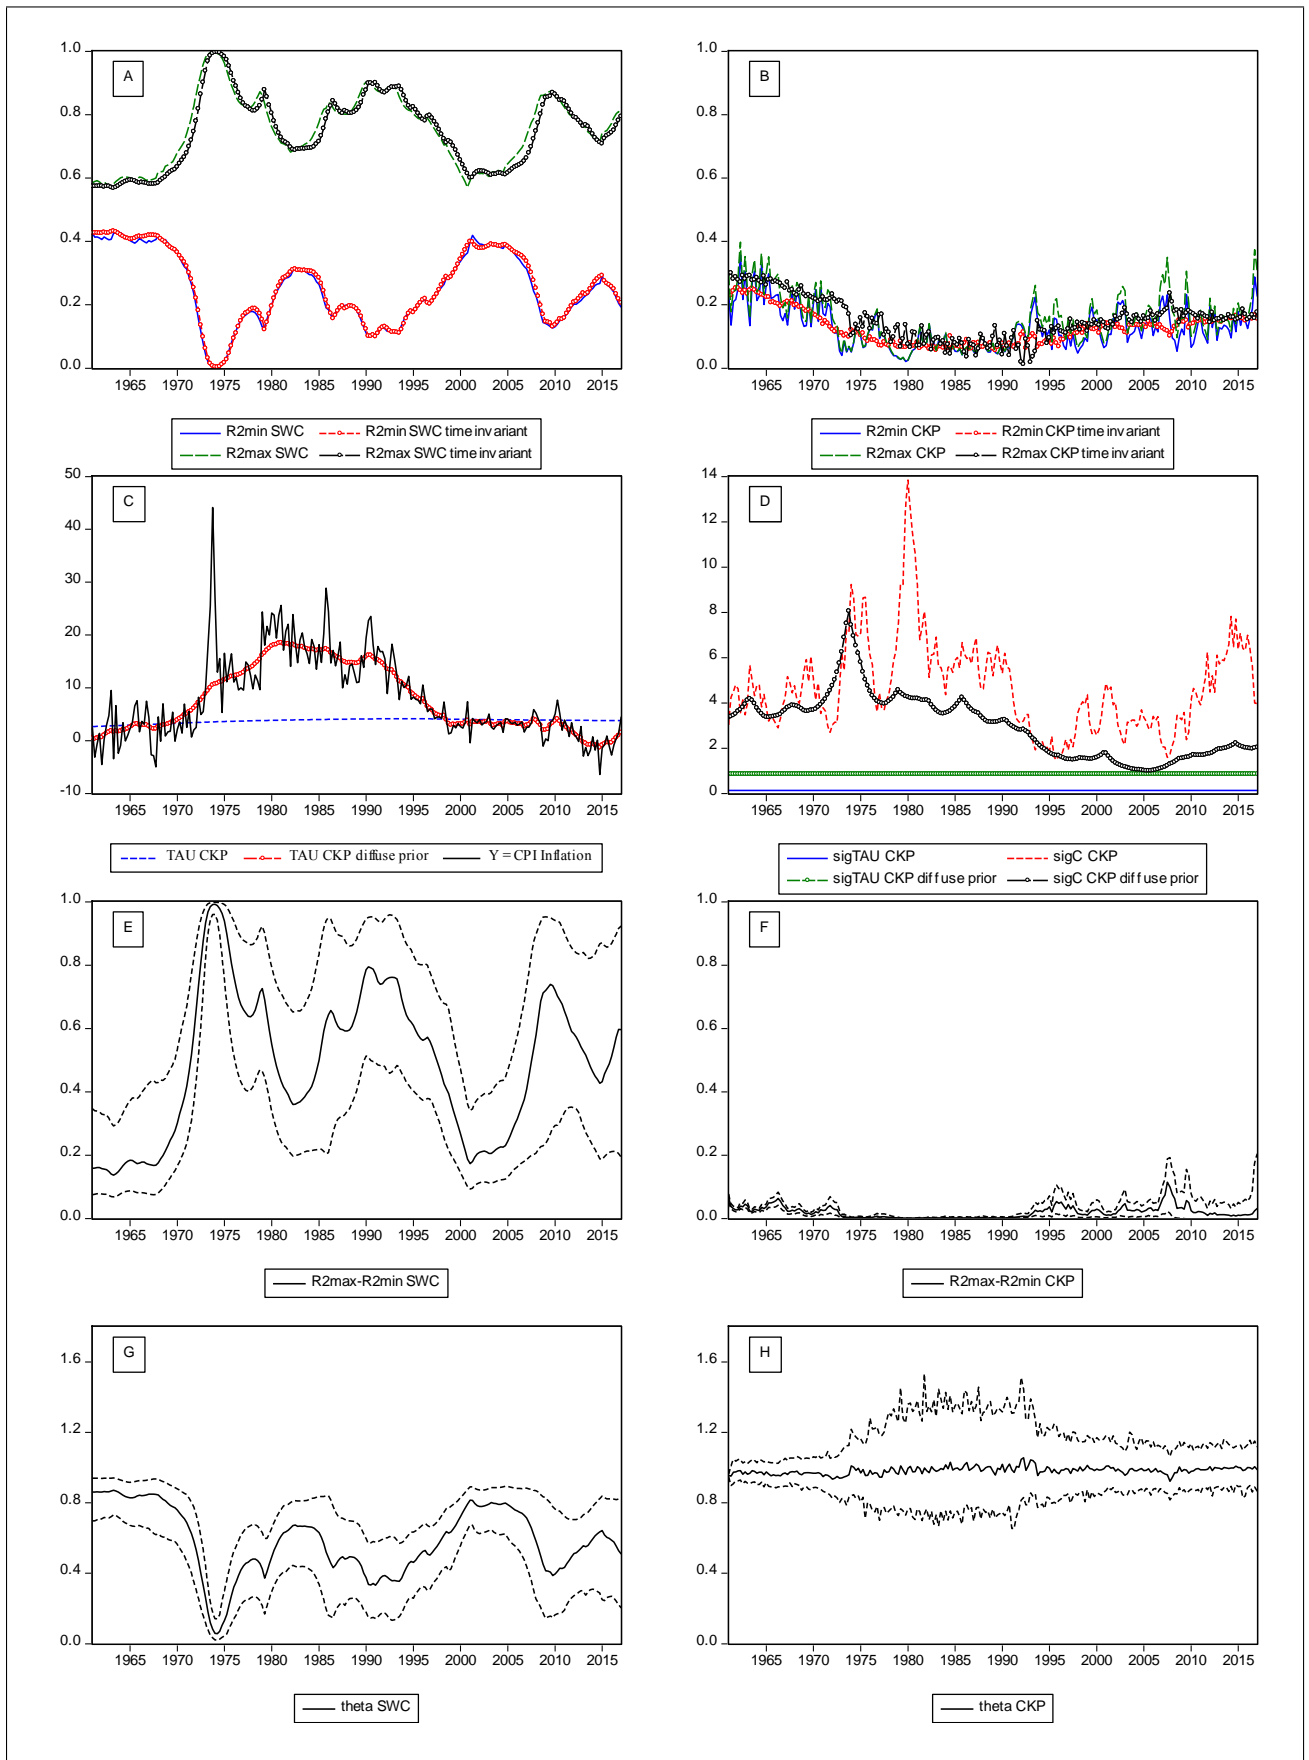 A
1.0
0.8
0.6
0.4
0.2
0.0
1965 1970 1975 1980 1985 1990 1995 2000 2005 2010 2015
R2min SWC R2min SWC time invariant
R2max SWC R2max SWC time invariant
B
1.0
0.8
0.6
0.4
0.2
0.0
1965 1970 1975 1980 1985 1990 1995 2000 2005 2010 2015
R2min CKP R2min CKP time invariant
R2max CKP R2max CKP time invariant
C
50
40
30
20
10
0
-10
1965 1970 1975 1980 1985 1990 1995 2000 2005 2010 2015
TAU CKP TAU CKP diffuse prior Y = CPI Inflation
D
14
12
10
8
6
4
2
0
1965 1970 1975 1980 1985 1990 1995 2000 2005 2010 2015
sigTAU CKP sigC CKP
sigTAU CKP diffuse prior sigC CKP diffuse prior
E
1.0
0.8
0.6
0.4
0.2
0.0
1965 1970 1975 1980 1985 1990 1995 2000 2005 2010 2015
R2max-R2min SWC
F
1.0
0.8
0.6
0.4
0.2
0.0
1965 1970 1975 1980 1985 1990 1995 2000 2005 2010 2015
R2max-R2min CKP
G
1.6
1.2
0.8
0.4
0.0
1965 1970 1975 1980 1985 1990 1995 2000 2005 2010 2015
theta SWC
H
1.6
1.2
0.8
0.4
0.0
1965 1970 1975 1980 1985 1990 1995 2000 2005 2010 2015
theta CKP